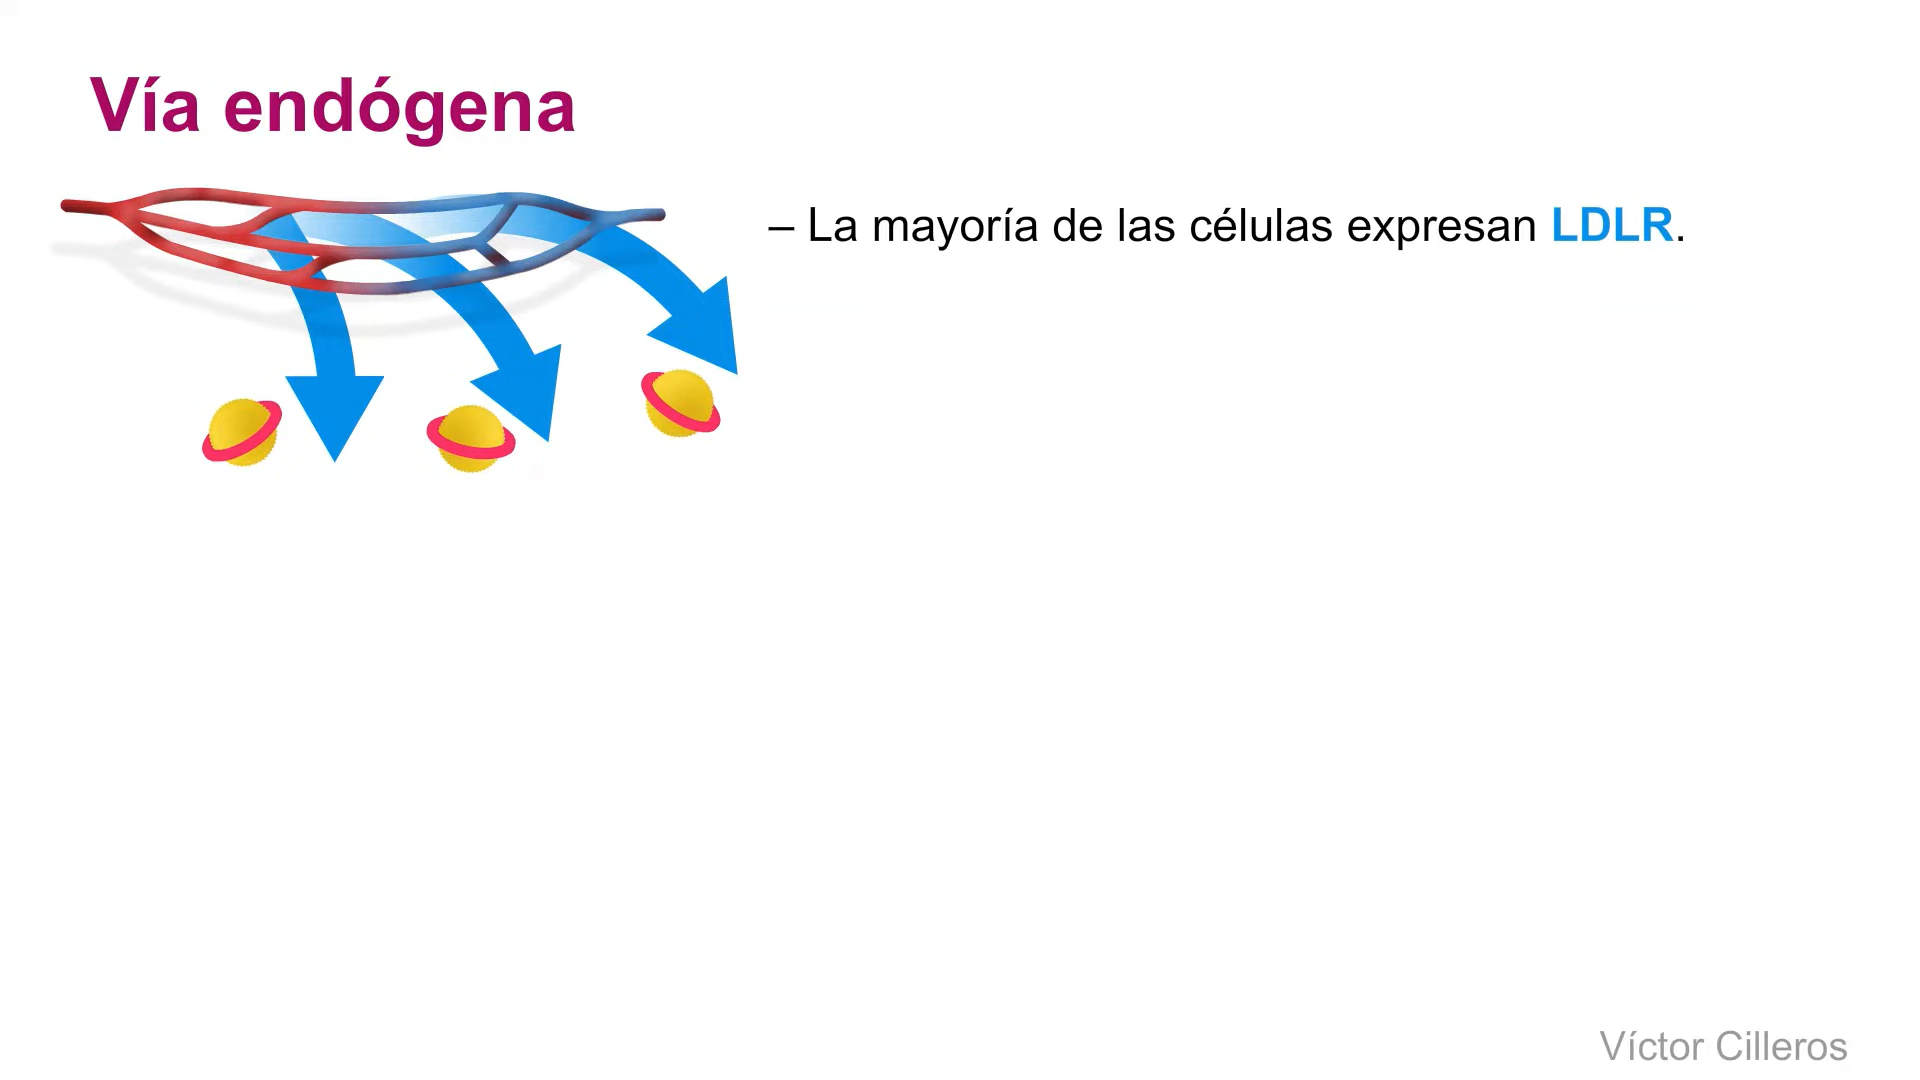 Vía endógena
– La mayoría de las células expresan LDLR.
Víctor Cilleros